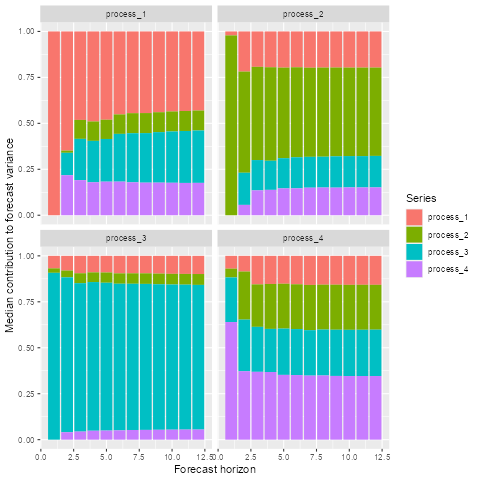 process_1
process_2
1.00
0.75
0.50
0.25
0.00
process_3
process_4
1.00
0.75
0.50
0.25
0.00
0.0
2.5
5.0
7.5
10.0
12.5
0.0
2.5
5.0
7.5
10.0
12.5
Forecast horizon
Median contribution to forecast variance
Series
process_1
process_2
process_3
process_4